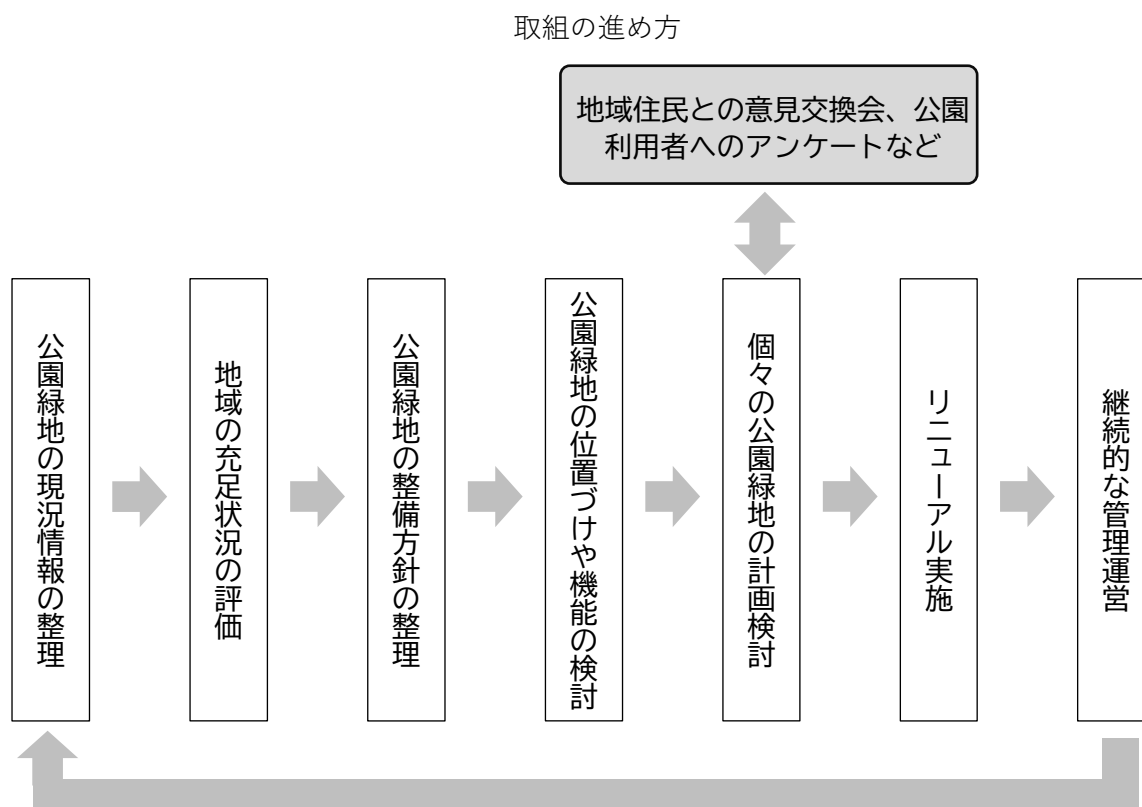 取組の進め方
地域住民との意見交換会、公園
利用者へのアンケートなど
公園緑地の現況情報の整理
地域の充足状況の評価
公園緑地の整備方針の整理
公園緑地の位置づけや機能の検討
個々の公園緑地の計画検討
リニューアル実施
継続的な管理運営